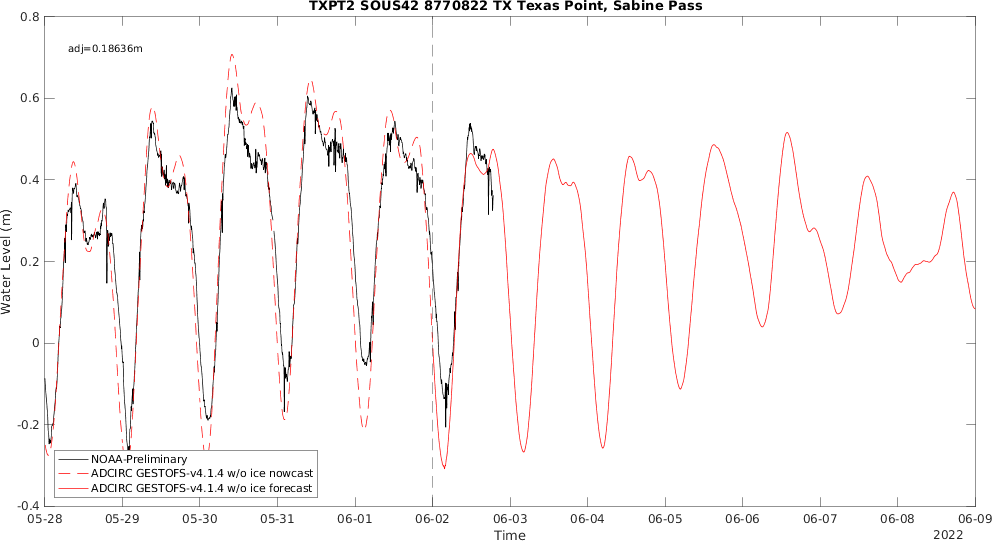 TXPT2 SOUS42 8770822 TX Texas Point, Sabine Pass
adj=0.18636m
0.8
0.6
0.4
0.2
0
-0.2
-0.4
Water Level (m)
NOAA-Preliminary
ADCIRC GESTOFS-v4.1.4 w/o ice nowcast
ADCIRC GESTOFS-v4.1.4 w/o ice forecast
05-28 05-29 05-30 05-31 06-01 06-02 06-03 06-04 06-05 06-06 06-07 06-08 06-09
Time
2022